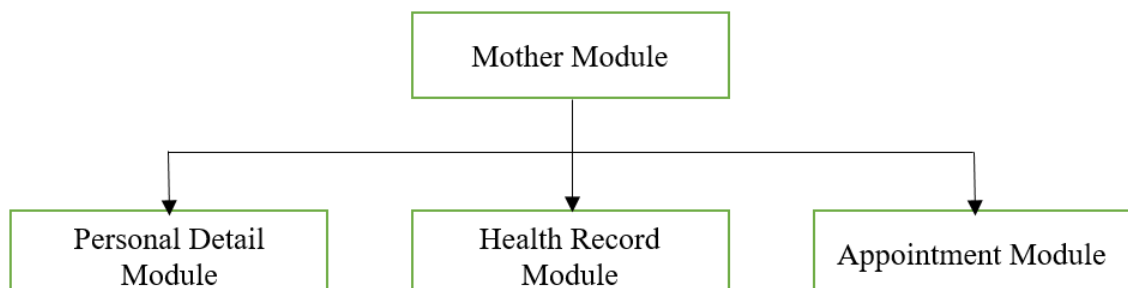 Mother Module
Personal Detail
Module
Health Record
Module
Appointment Module